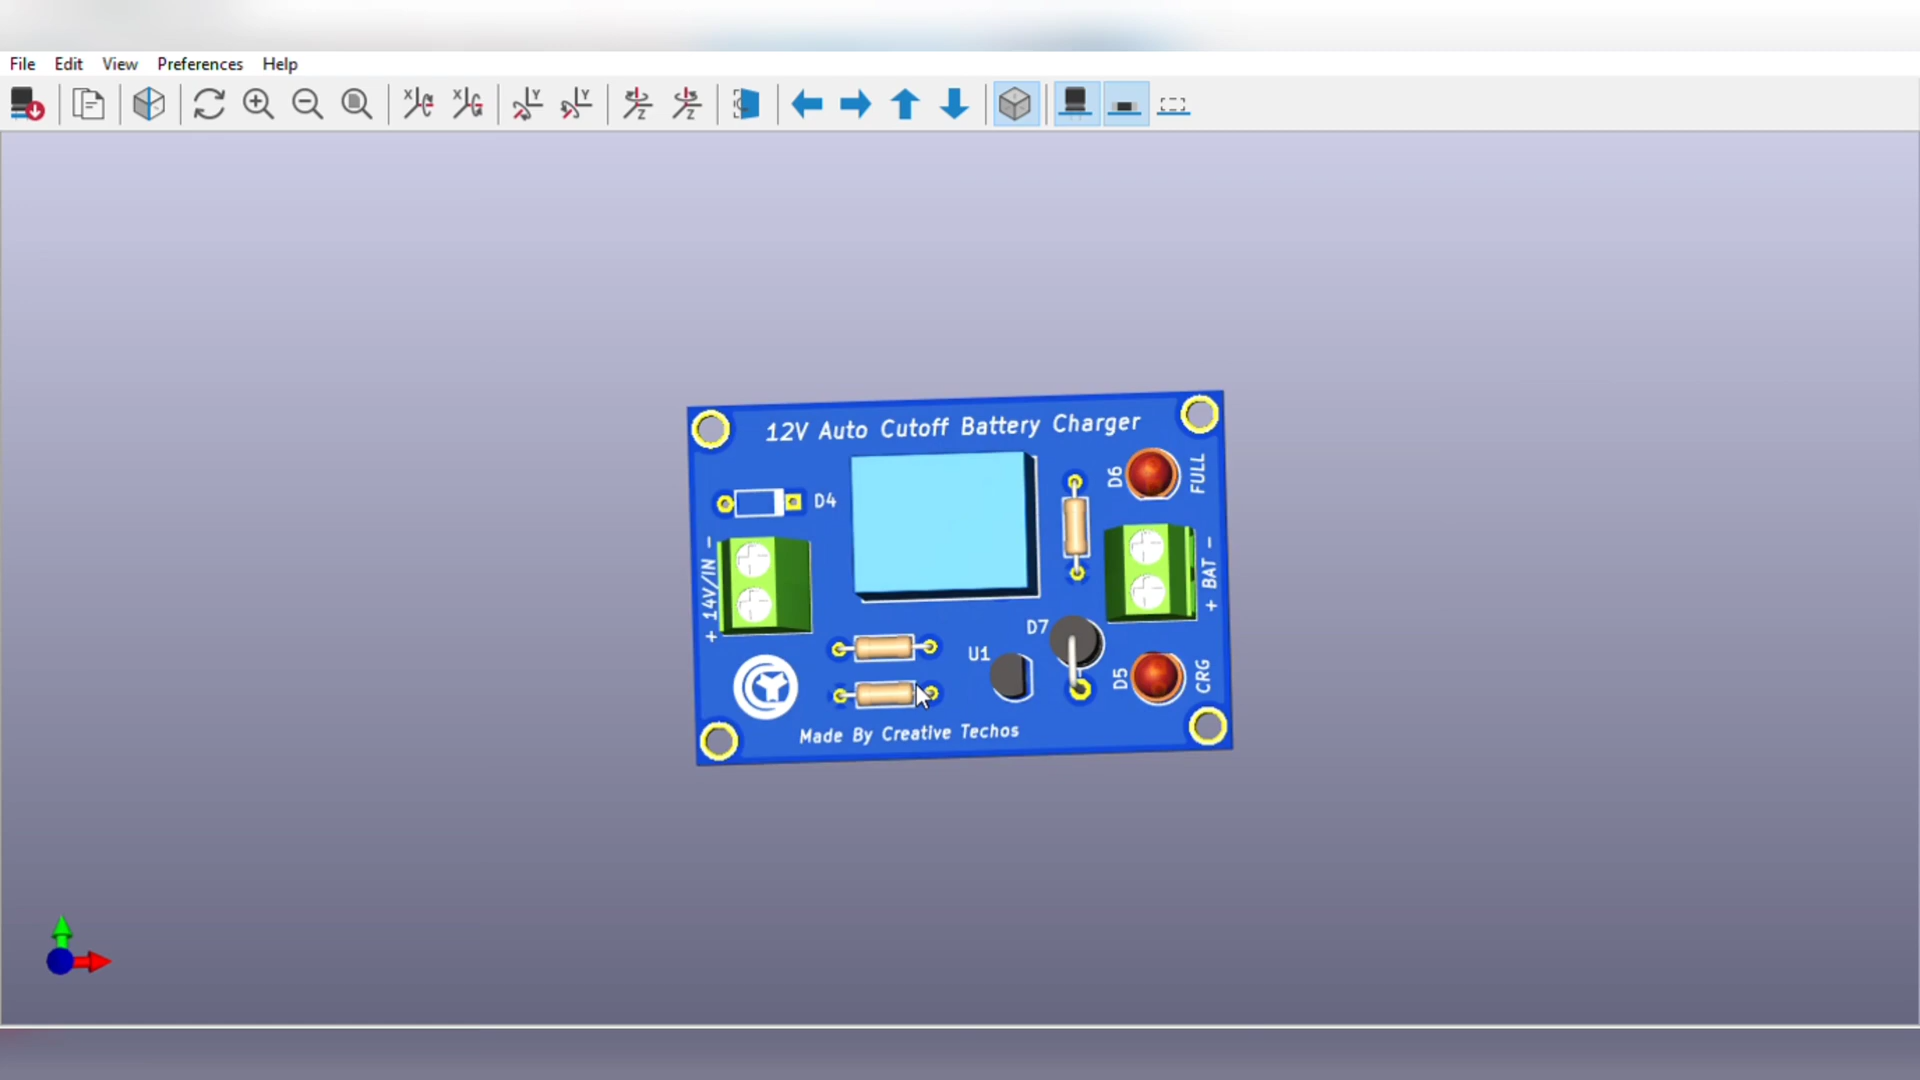 File Edit View Preferences Help
12V Auto Cutoff Battery Charger
D4
D6
FULL
+ 14V/IN -
+ BAT -
D7
U1
D5
CRG
Made By Creative Techos